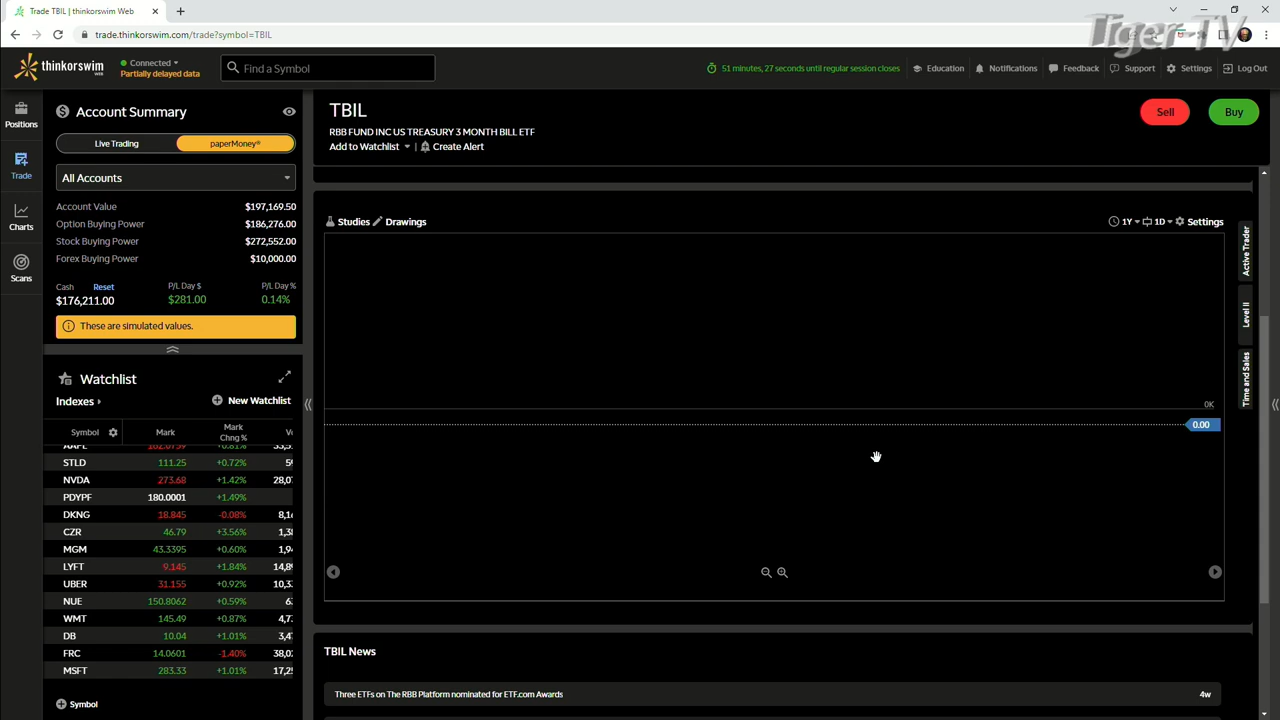 Trade TBIL | thinkorswim Web
Tiger TV
trade.thinkorswim.com/trade?symbol=TBIL
thinkorswim
WEB
Connected
Partially delayed data
Find a Symbol
51 minutes, 27 seconds until regular session closes
Education
Notifications
Feedback
Support
Settings
Log Out
Positions
Trade
Charts
Scans
Account Summary
Live Trading
paperMoney®
All Accounts
Account Value $197,169.50
Option Buying Power $186,276.00
Stock Buying Power $272,552.00
Forex Buying Power $10,000.00
Cash Reset P/L Day $ P/L Day %
$176,211.00 $281.00 0.14%
These are simulated values.
Watchlist
Indexes
New Watchlist
Symbol Mark Mark Chng %
STLD 111.25 +0.72%
NVDA 273.68 +1.42%
PDYPF 180.0001 +1.49%
DKNG 18.845 -0.08%
CZR 46.79 +3.56%
MGM 43.3395 +0.60%
LYFT 9.145 +1.84%
UBER 31.155 +0.92%
NUE 150.8062 +0.59%
WMT 145.49 +0.87%
DB 10.04 +1.01%
FRC 14.0601 -1.40%
MSFT 283.33 +1.01%
Symbol
TBIL
RBB FUND INC US TREASURY 3 MONTH BILL ETF
Add to Watchlist | Create Alert
Sell
Buy
Studies Drawings
1Y 1D Settings
0K
0.00
Active Trader
Level II
Time and Sales
TBIL News
Three ETFs on The RBB Platform nominated for ETF.com Awards 4w